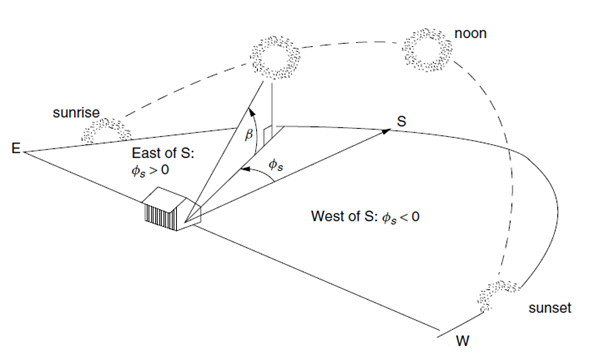 noon
sunrise
S
E
East of S:
ϕs > 0
β
ϕs
West of S: ϕs < 0
sunset
W